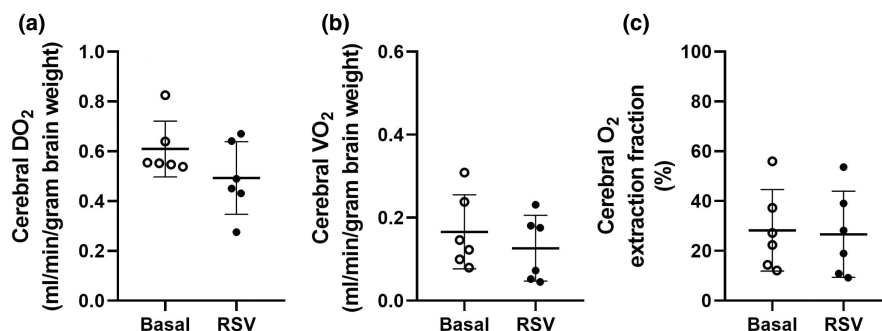 (a)
Cerebral DO2
(ml/min/gram brain weight)
1.0
0.8
0.6
0.4
0.2
0.0
Basal RSV
(b)
Cerebral VO2
(ml/min/gram brain weight)
0.6
0.4
0.2
0.0
Basal RSV
(c)
Cerebral O2
extraction fraction
(%)
100
80
60
40
20
0
Basal RSV